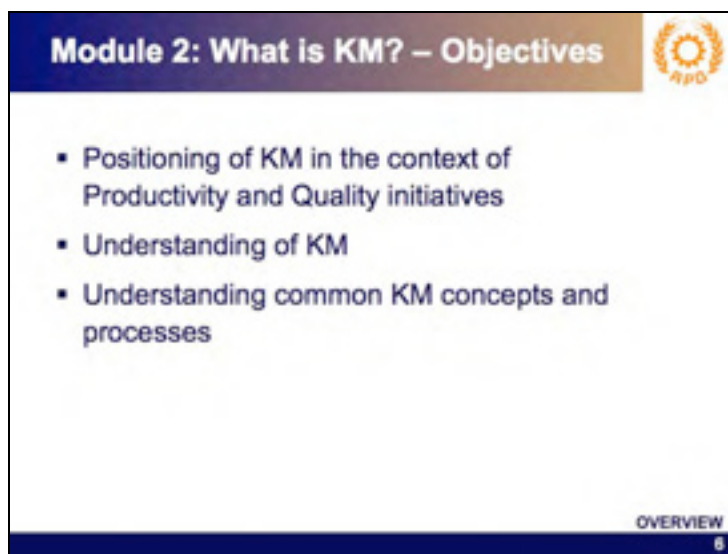 Module 2: What is KM? – Objectives
APO
▪ Positioning of KM in the context of
Productivity and Quality initiatives
▪ Understanding of KM
▪ Understanding common KM concepts and
processes
OVERVIEW
6